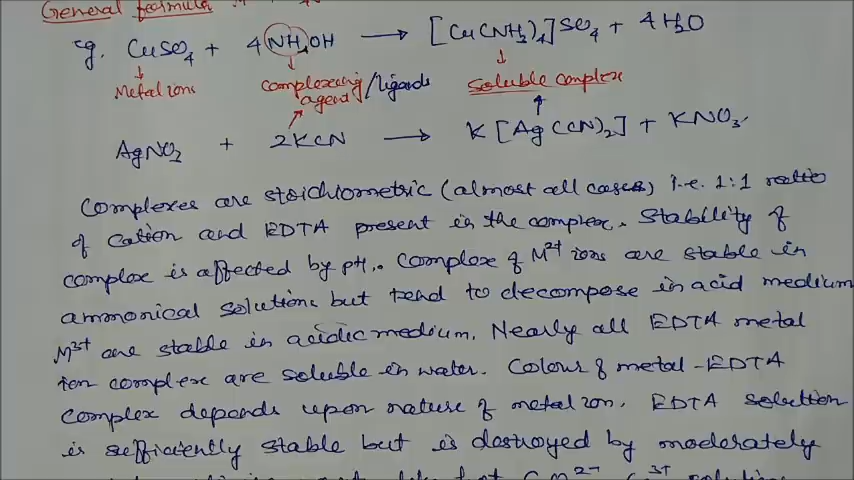 General formula
eg. CuSO4 + 4 NH4OH ⟶ [Cu(NH3)4]SO4 + 4H2O
Metal ions complexing agent/ligands soluble complex
AgNO2 + 2KCN ⟶ K[Ag(CN)2] + KNO3.
Complexes are stoichiometric (almost all cases) i.e. 1:1 ratio
of cation and EDTA present in the complex. Stability of
complex is affected by pH. Complex of M2+ ions are stable in
ammonical solutions but tend to decompose in acid medium
M3+ are stable in acidic medium. Nearly all EDTA metal
ion complex are soluble in water. Colour of metal-EDTA
complex depends upon nature of metal ion. EDTA solution
is sufficiently stable but is destroyed by moderately